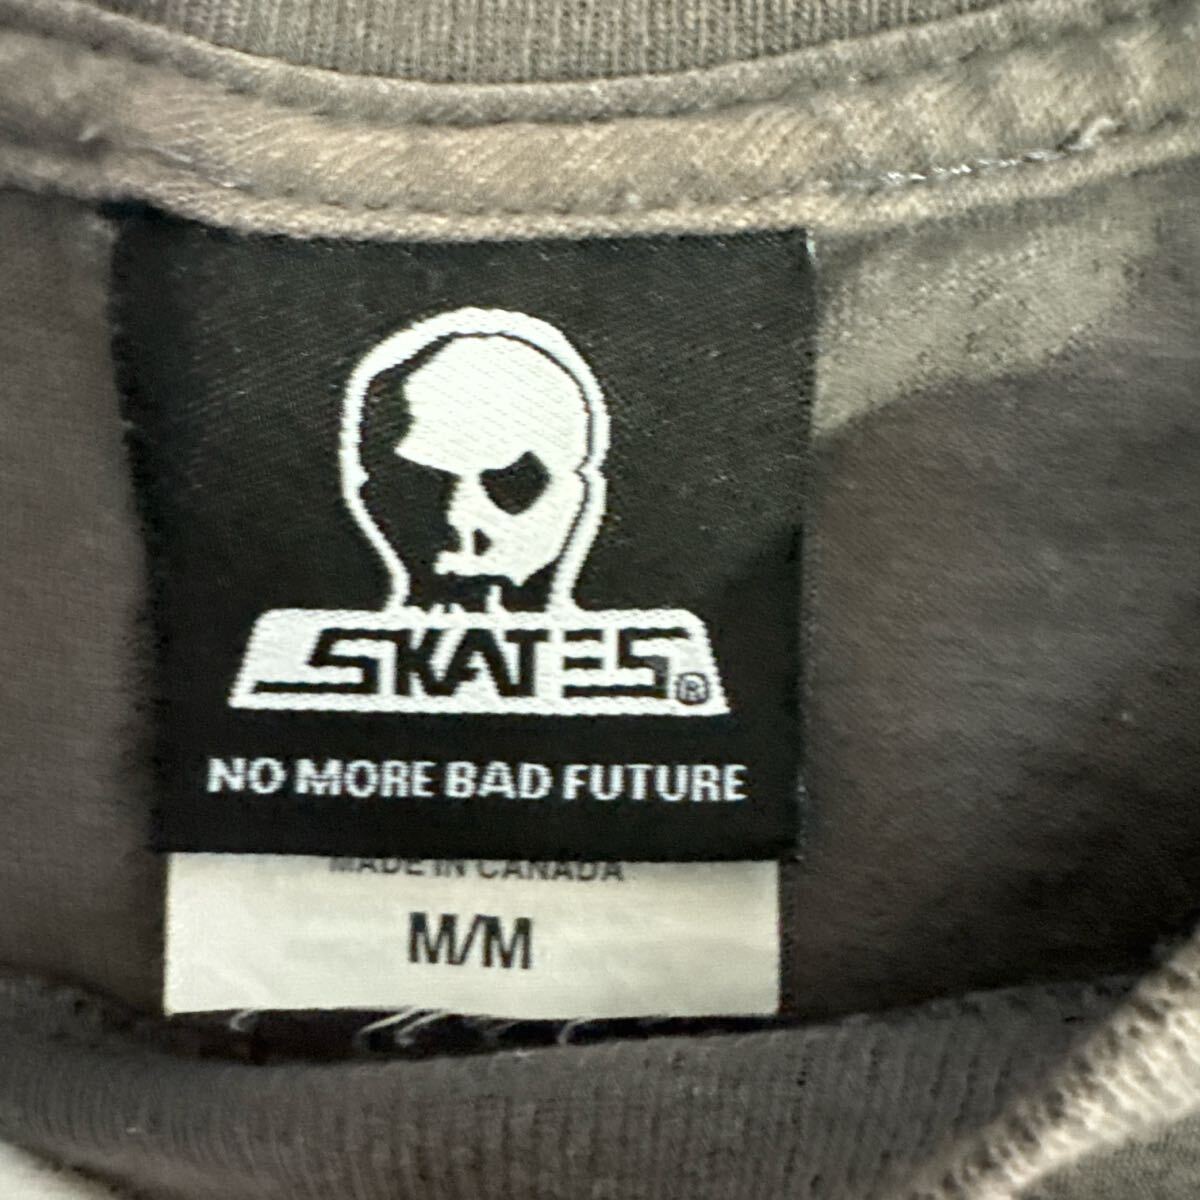 SKATES ®
NO MORE BAD FUTURE
MADE IN CANADA
M/M